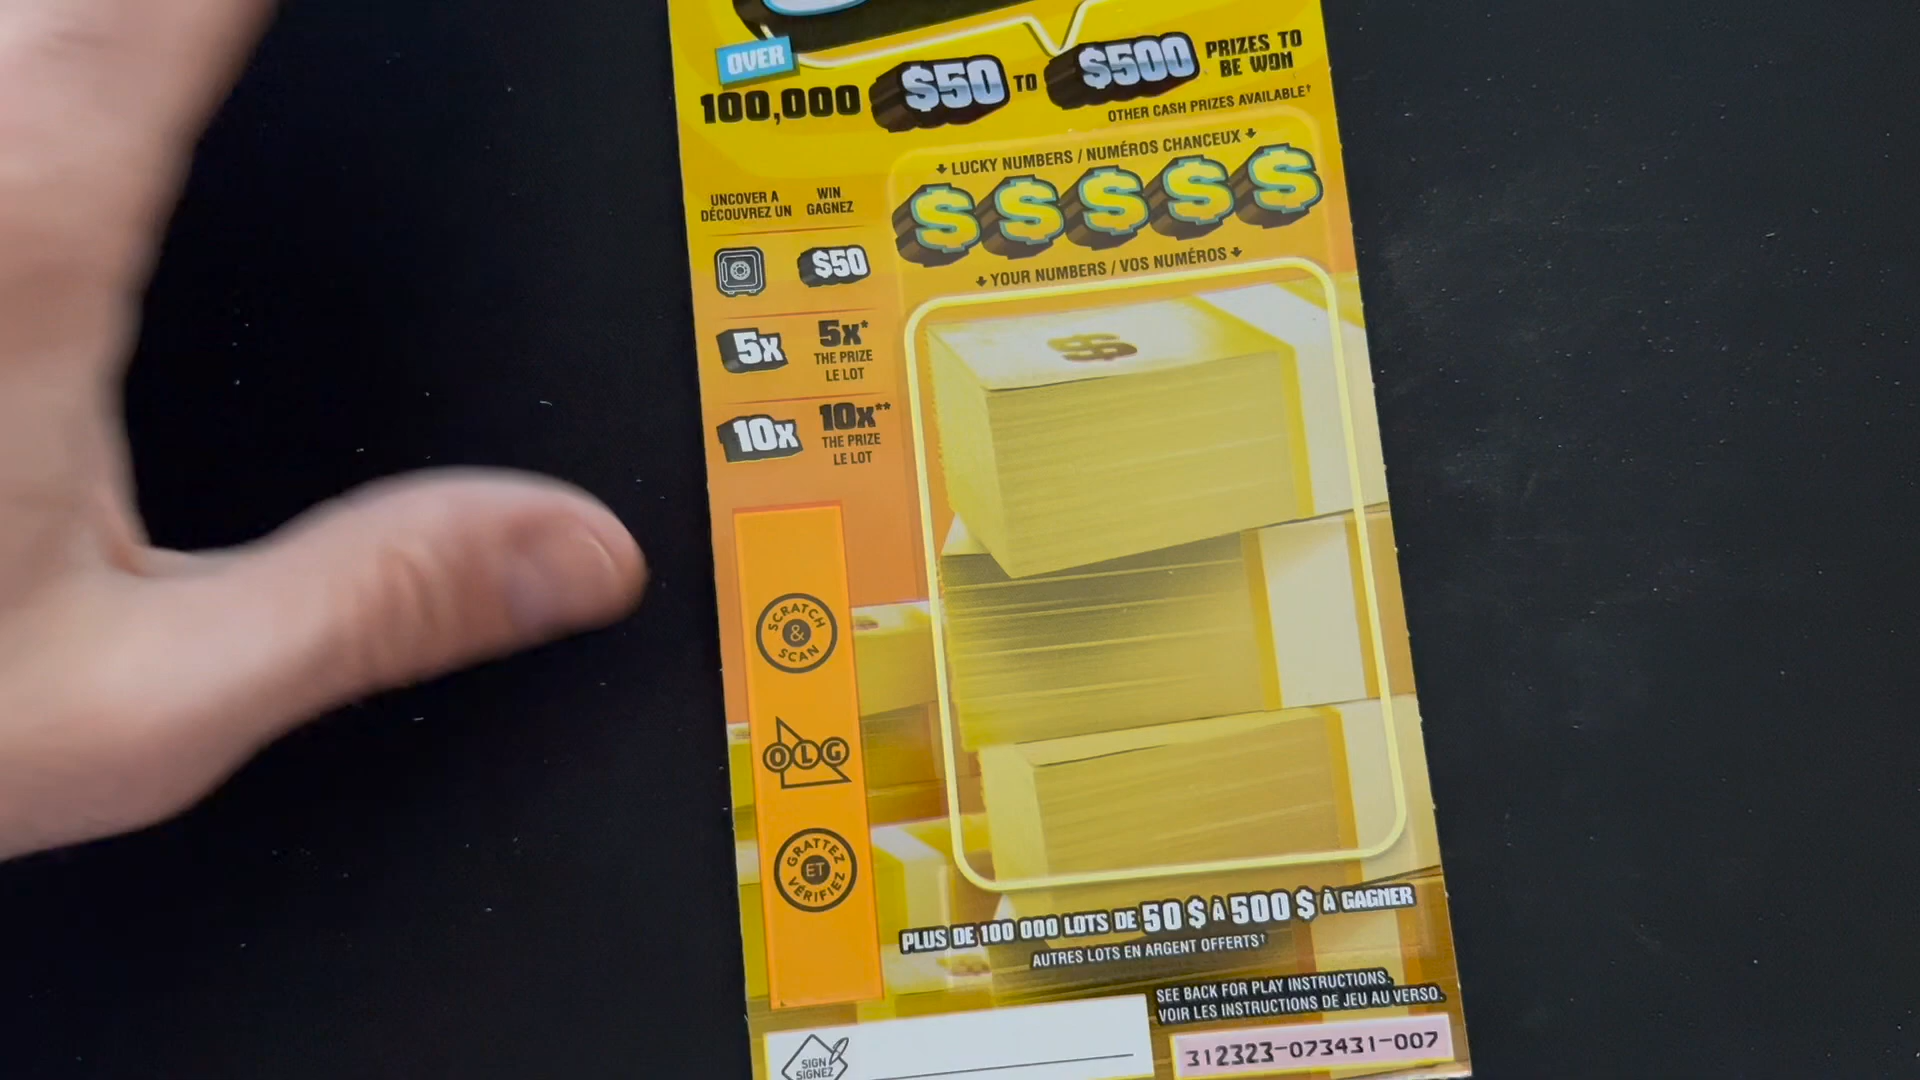 OVER
100,000 $50 TO $500 PRIZES TO BE WON
OTHER CASH PRIZES AVAILABLE†
LUCKY NUMBERS / NUMÉROS CHANCEUX
$ $ $ $ $
YOUR NUMBERS / VOS NUMÉROS
UNCOVER A
DÉCOUVREZ UN
WIN
GAGNEZ
$50
5X
5X*
THE PRIZE
LE LOT
10X
10X**
THE PRIZE
LE LOT
$
SCRATCH & SCAN
OLG
GRATTEZ ET VÉRIFIEZ
PLUS DE 100 000 LOTS DE 50 $ À 500 $ À GAGNER
AUTRES LOTS EN ARGENT OFFERTS†
SEE BACK FOR PLAY INSTRUCTIONS.
VOIR LES INSTRUCTIONS DE JEU AU VERSO.
SIGN
SIGNEZ
312323-073431-007